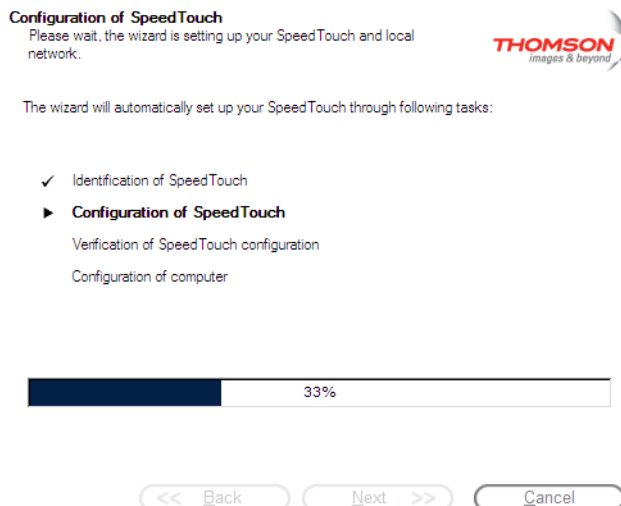 Configuration of SpeedTouch
Please wait, the wizard is setting up your SpeedTouch and local
network.
THOMSON
images & beyond
The wizard will automatically set up your SpeedTouch through following tasks:
✓ Identification of SpeedTouch
► Configuration of SpeedTouch
Verification of SpeedTouch configuration
Configuration of computer
33%
<< Back
Next >>
Cancel